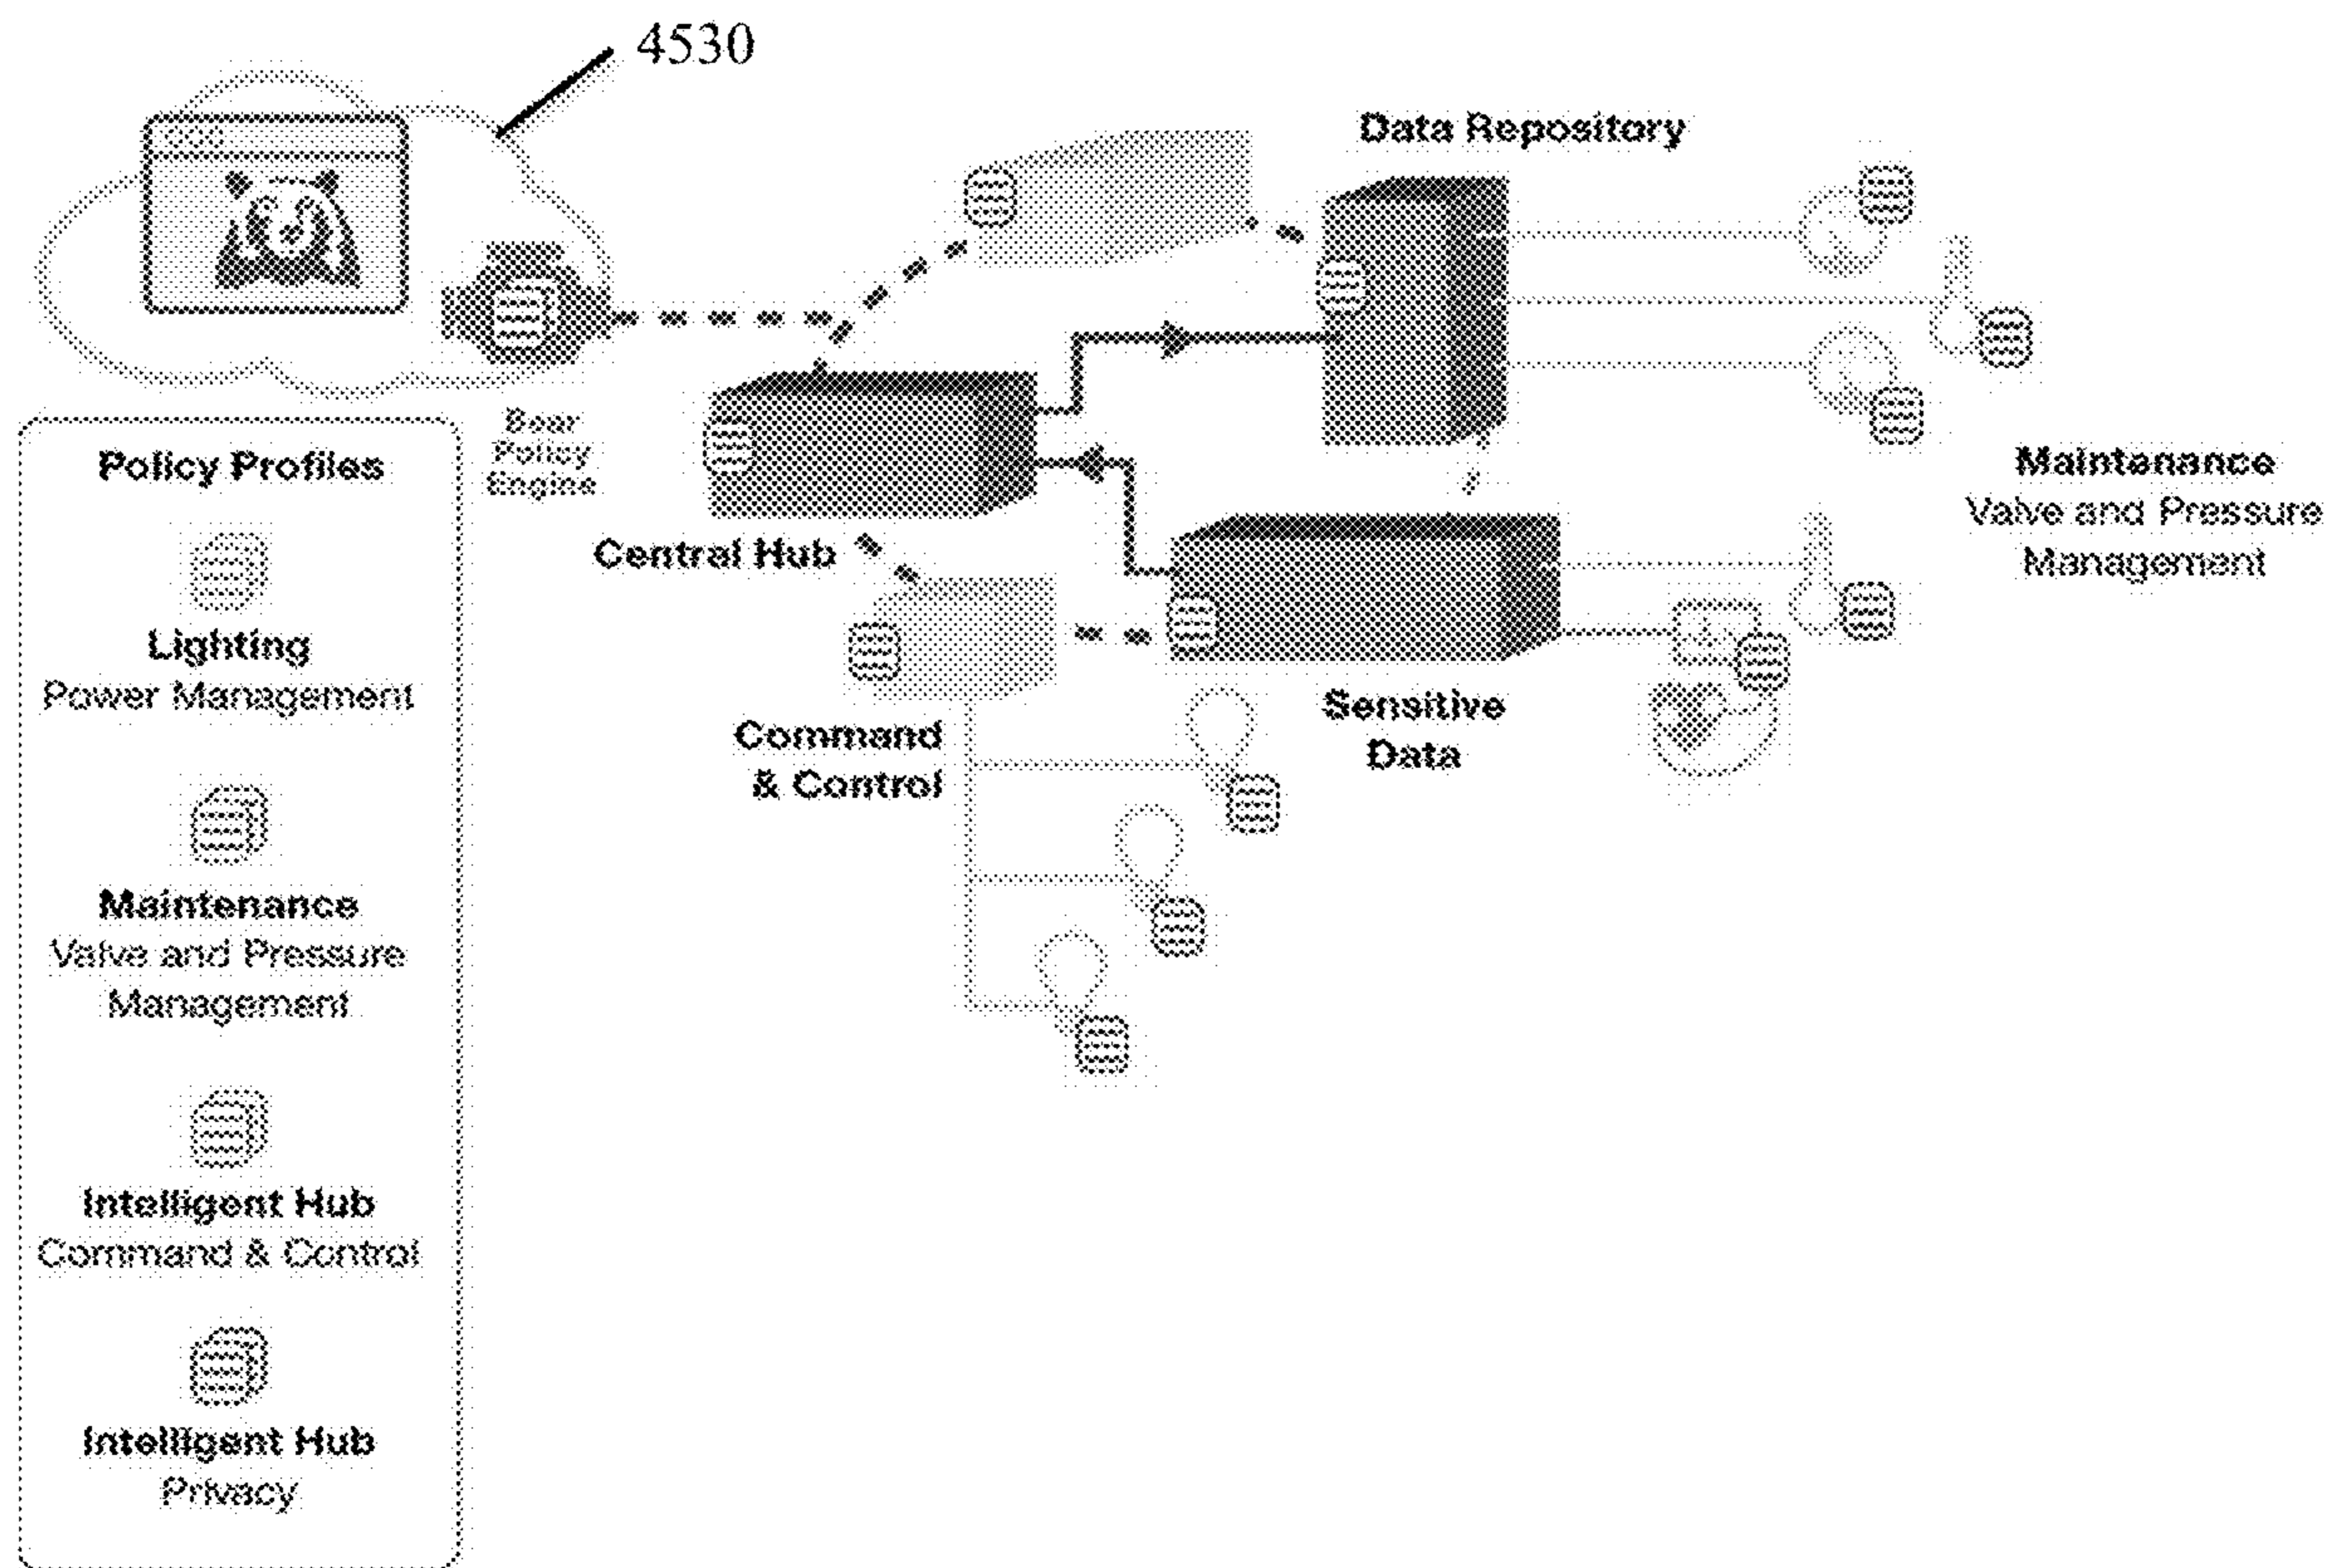 4530
Data Repository
Bear
Policy
Engine
Central Hub
Maintenance
Valve and Pressure
Management
Command
& Control
Sensitive
Data
Policy Profiles
Lighting
Power Management
Maintenance
Valve and Pressure
Management
Intelligent Hub
Command & Control
Intelligent Hub
Privacy